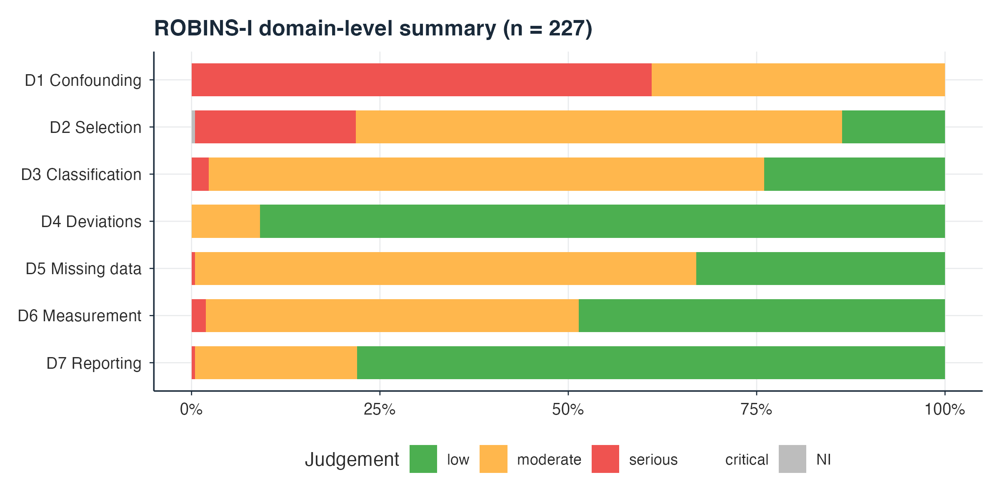 ROBINS-I domain-level summary (n = 227)
D1 Confounding
D2 Selection
D3 Classification
D4 Deviations
D5 Missing data
D6 Measurement
D7 Reporting
0% 25% 50% 75% 100%
Judgement low moderate serious critical NI